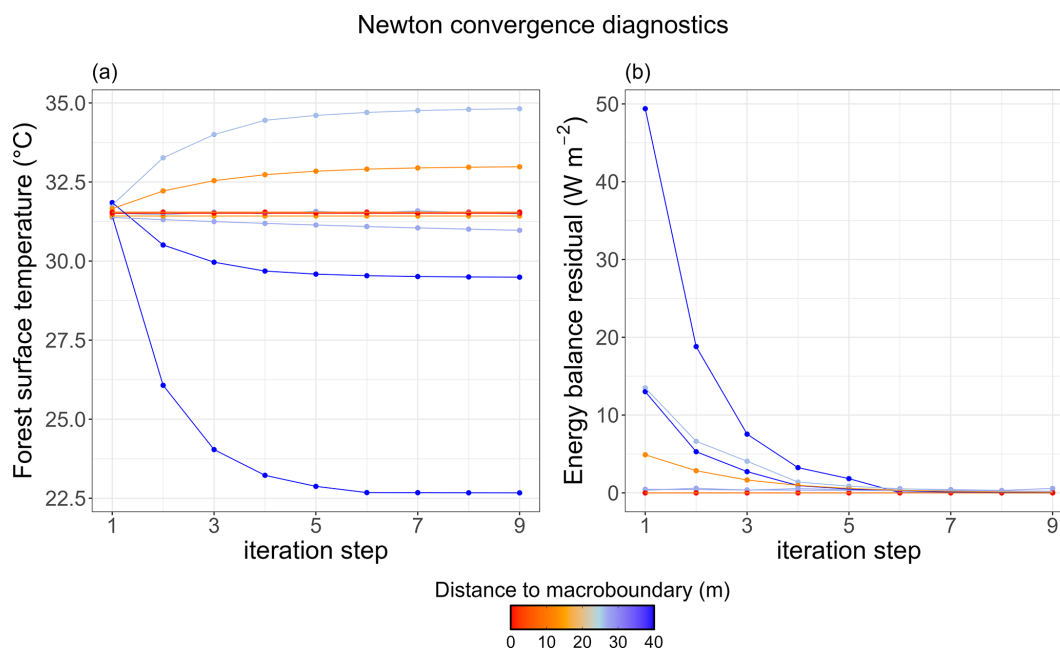 Newton convergence diagnostics
(a)
(b)
Forest surface temperature (°C)
35.0
32.5
30.0
27.5
25.0
22.5
1 3 5 7 9
iteration step
Energy balance residual (W m⁻²)
50
40
30
20
10
0
1 3 5 7 9
iteration step
Distance to macroboundary (m)
0 10 20 30 40